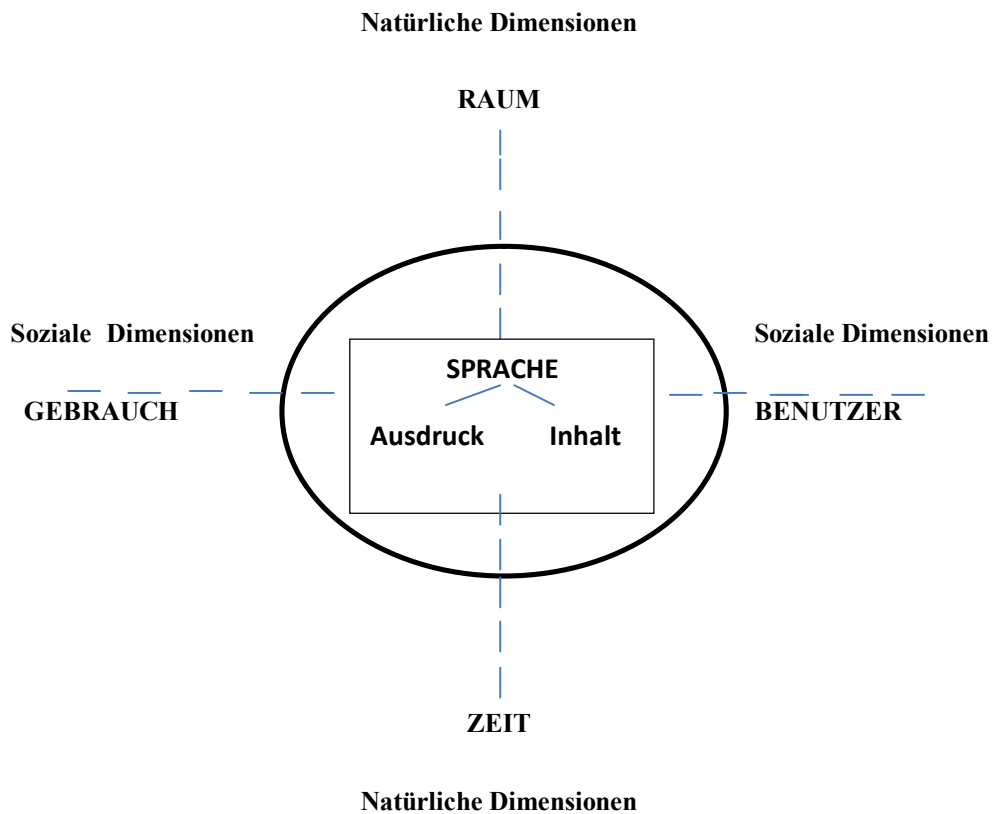 Natürliche Dimensionen
RAUM
Soziale Dimensionen
Soziale Dimensionen
SPRACHE
GEBRAUCH
BENUTZER
Ausdruck
Inhalt
ZEIT
Natürliche Dimensionen